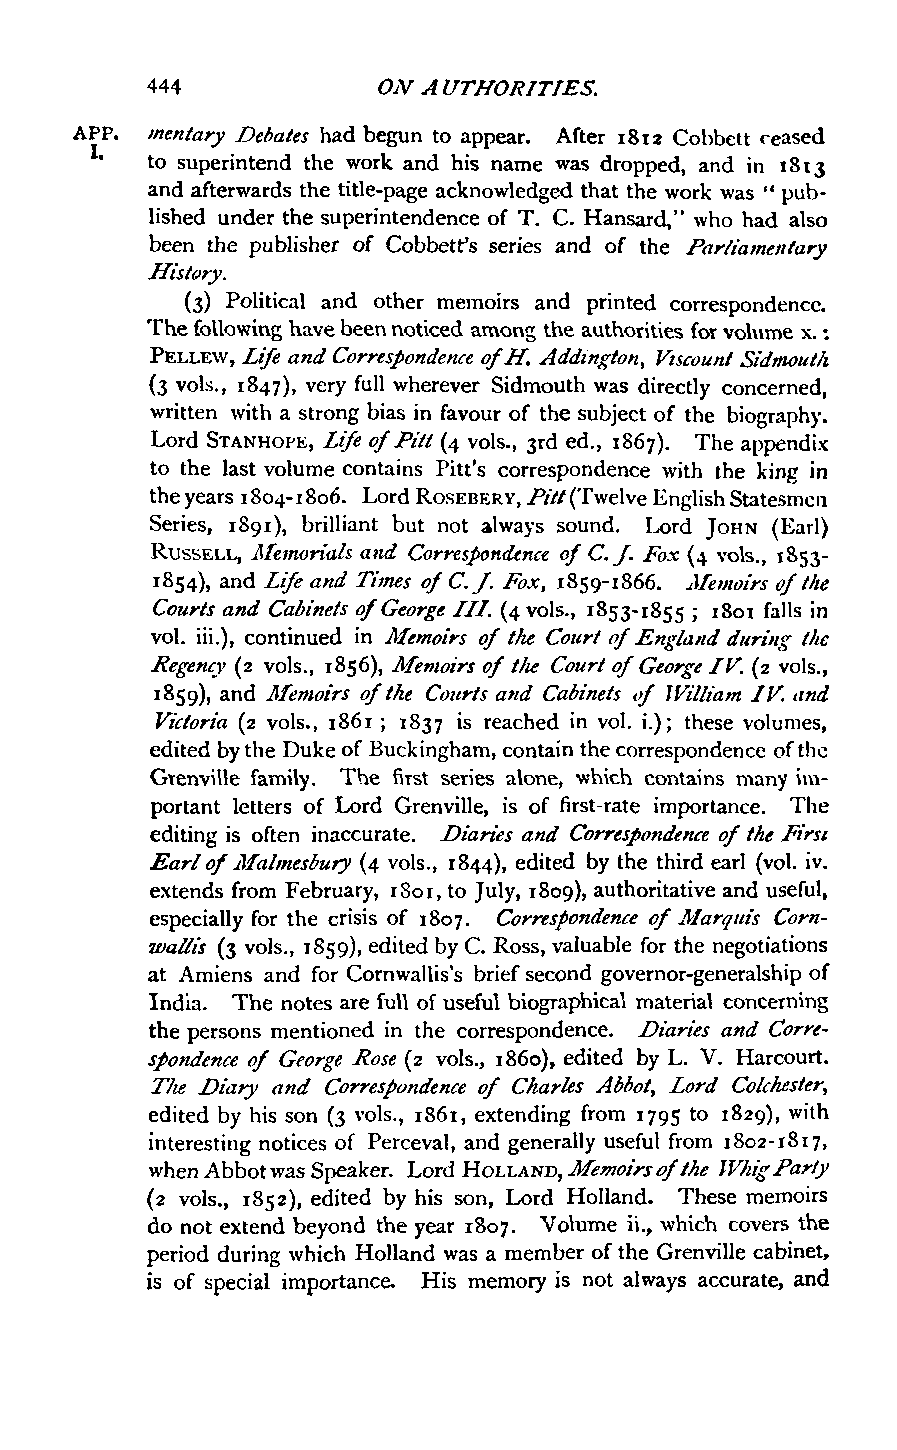 444 ON AUTHORITIES.
APP. I.
mentary Debates had begun to appear. After 1812 Cobbett ceased
to superintend the work and his name was dropped, and in 1813
and afterwards the title-page acknowledged that the work was "pub-
lished under the superintendence of T. C. Hansard," who had also
been the publisher of Cobbett's series and of the Parliamentary
History.
(3) Political and other memoirs and printed correspondence.
The following have been noticed among the authorities for volume x.:
PELLEW, Life and Correspondence of H. Addington, Viscount Sidmouth
(3 vols., 1847), very full wherever Sidmouth was directly concerned,
written with a strong bias in favour of the subject of the biography.
Lord STANHOPE, Life of Pitt (4 vols., 3rd ed., 1867). The appendix
to the last volume contains Pitt's correspondence with the king in
the years 1804-1806. Lord ROSEBERY, Pitt (Twelve English Statesmen
Series, 1891), brilliant but not always sound. Lord JOHN (Earl)
RUSSELL, Memorials and Correspondence of C. J. Fox (4 vols., 1853-
1854), and Life and Times of C. J. Fox, 1859-1866. Memoirs of the
Courts and Cabinets of George III. (4 vols., 1853-1855; 1801 falls in
vol. iii.), continued in Memoirs of the Court of England during the
Regency (2 vols., 1856), Memoirs of the Court of George IV. (2 vols.,
1859), and Memoirs of the Courts and Cabinets of William IV. and
Victoria (2 vols., 1861; 1837 is reached in vol. i.); these volumes,
edited by the Duke of Buckingham, contain the correspondence of the
Grenville family. The first series alone, which contains many im-
portant letters of Lord Grenville, is of first-rate importance. The
editing is often inaccurate. Diaries and Correspondence of the First
Earl of Malmesbury (4 vols., 1844), edited by the third earl (vol. iv.
extends from February, 1801, to July, 1809), authoritative and useful,
especially for the crisis of 1807. Correspondence of Marquis Corn-
wallis (3 vols., 1859), edited by C. Ross, valuable for the negotiations
at Amiens and for Cornwallis's brief second governor-generalship of
India. The notes are full of useful biographical material concerning
the persons mentioned in the correspondence. Diaries and Corre-
spondence of George Rose (2 vols., 1860), edited by L. V. Harcourt.
The Diary and Correspondence of Charles Abbot, Lord Colchester,
edited by his son (3 vols., 1861, extending from 1795 to 1829), with
interesting notices of Perceval, and generally useful from 1802-1817,
when Abbot was Speaker. Lord HOLLAND, Memoirs of the Whig Party
(2 vols., 1852), edited by his son, Lord Holland. These memoirs
do not extend beyond the year 1807. Volume ii., which covers the
period during which Holland was a member of the Grenville cabinet,
is of special importance. His memory is not always accurate, and